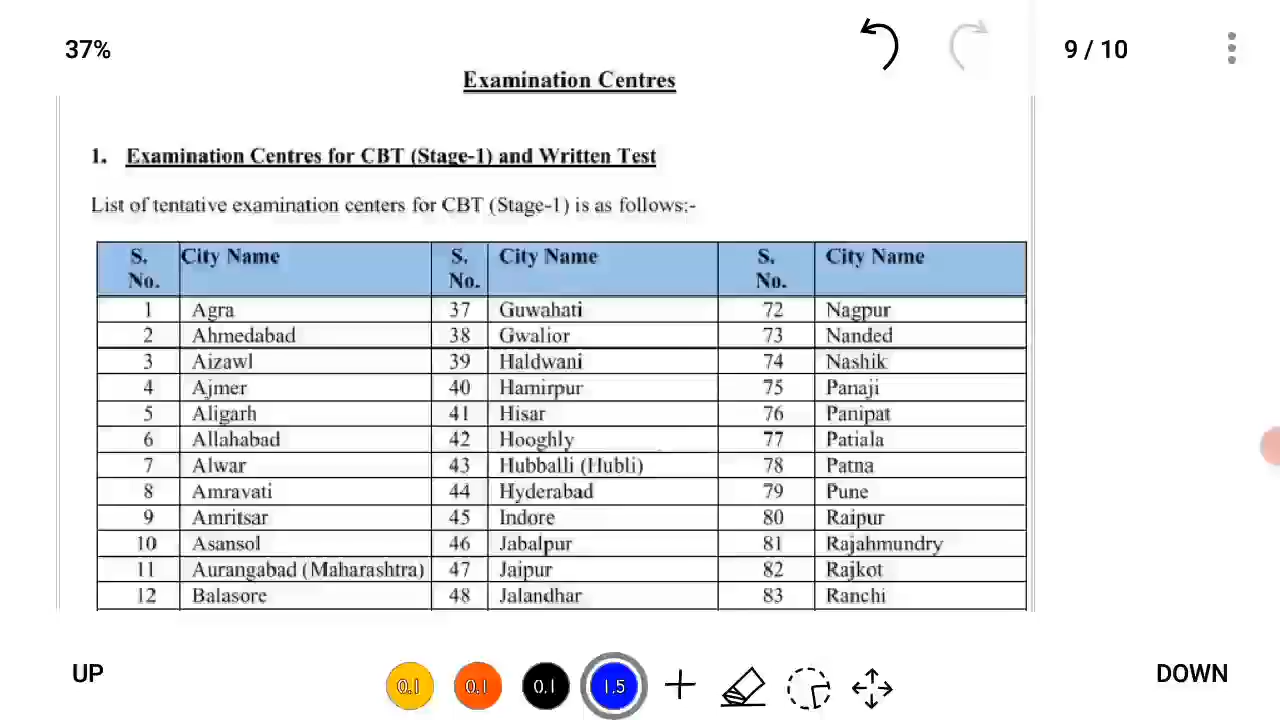 37%
9 / 10
Examination Centres
1. Examination Centres for CBT (Stage-1) and Written Test
List of tentative examination centers for CBT (Stage-1) is as follows:-
S. No. City Name S. No. City Name S. No. City Name
1 Agra 37 Guwahati 72 Nagpur
2 Ahmedabad 38 Gwalior 73 Nanded
3 Aizawl 39 Haldwani 74 Nashik
4 Ajmer 40 Hamirpur 75 Panaji
5 Aligarh 41 Hisar 76 Panipat
6 Allahabad 42 Hooghly 77 Patiala
7 Alwar 43 Hubballi (Hubli) 78 Patna
8 Amravati 44 Hyderabad 79 Pune
9 Amritsar 45 Indore 80 Raipur
10 Asansol 46 Jabalpur 81 Rajahmundry
11 Aurangabad (Maharashtra) 47 Jaipur 82 Rajkot
12 Balasore 48 Jalandhar 83 Ranchi
UP 0.1 0.1 0.1 1.5 DOWN